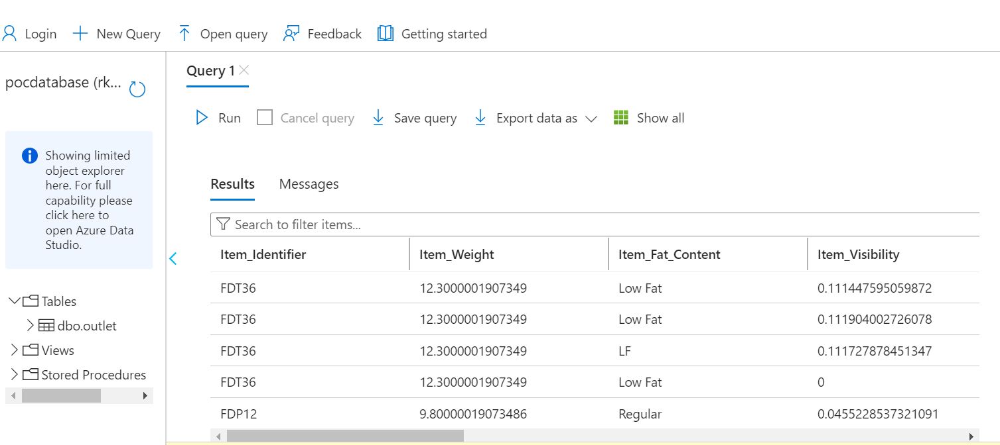 Login New Query Open query Feedback Getting started
pocdatabase (rk...
Showing limited
object explorer
here. For full
capability please
click here to
open Azure Data
Studio.
Tables
dbo.outlet
Views
Stored Procedures
Query 1
Run Cancel query Save query Export data as Show all
Results Messages
Search to filter items...
Item_Identifier Item_Weight Item_Fat_Content Item_Visibility
FDT36 12.3000001907349 Low Fat 0.111447595059872
FDT36 12.3000001907349 Low Fat 0.111904002726078
FDT36 12.3000001907349 LF 0.111727878451347
FDT36 12.3000001907349 Low Fat 0
FDP12 9.80000019073486 Regular 0.0455228537321091